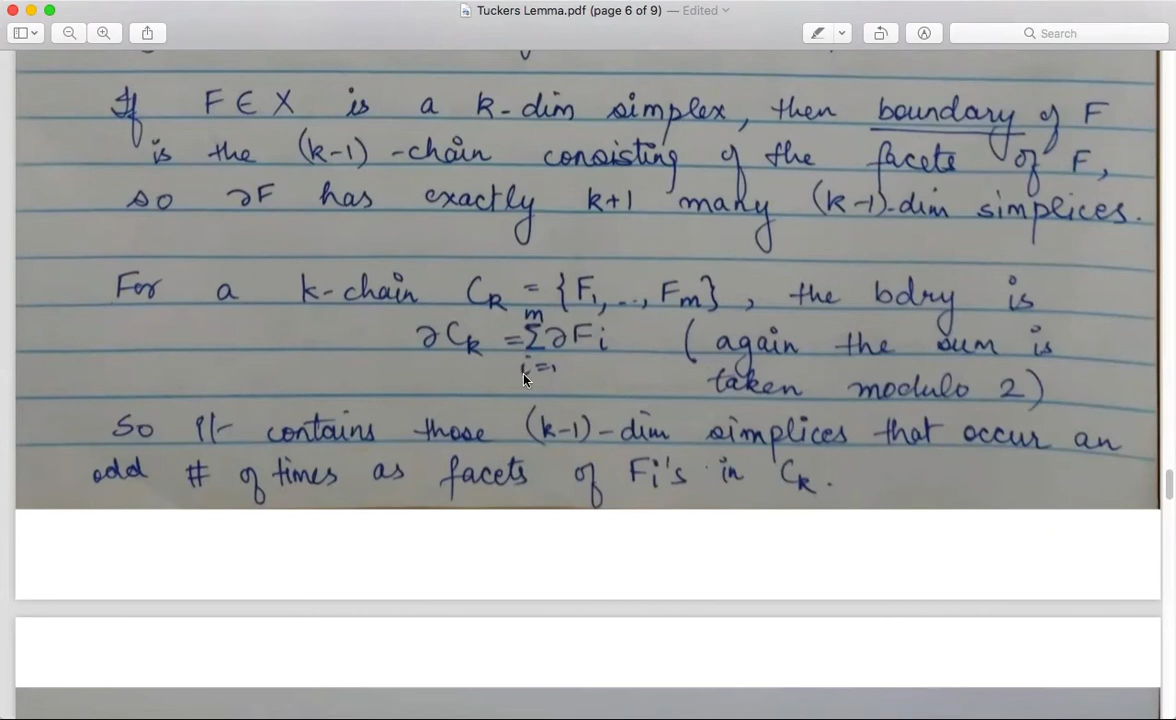 Tuckers Lemma.pdf (page 6 of 9) — Edited
Search
If F ∈ X is a k-dim simplex, then boundary of F
is the (k-1)-chain consisting of the facets of F,
so ∂F has exactly k+1 many (k-1)-dim simplices.
For a k-chain C_k = {F_1, .., F_m}, the bdry is
∂C_k = Σ_{i=1}^{m} ∂F_i (again the sum is
taken modulo 2)
So it contains those (k-1)-dim simplices that occur an
odd # of times as facets of F_i's in C_k.